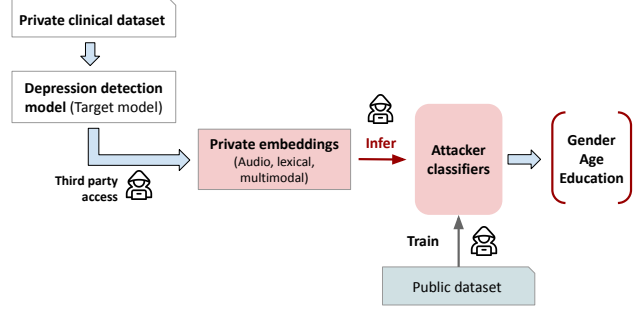 Private clinical dataset
Depression detection
model (Target model)
Third party
access
Private embeddings
(Audio, lexical,
multimodal)
Infer
Attacker
classifiers
Gender
Age
Education
Train
Public dataset